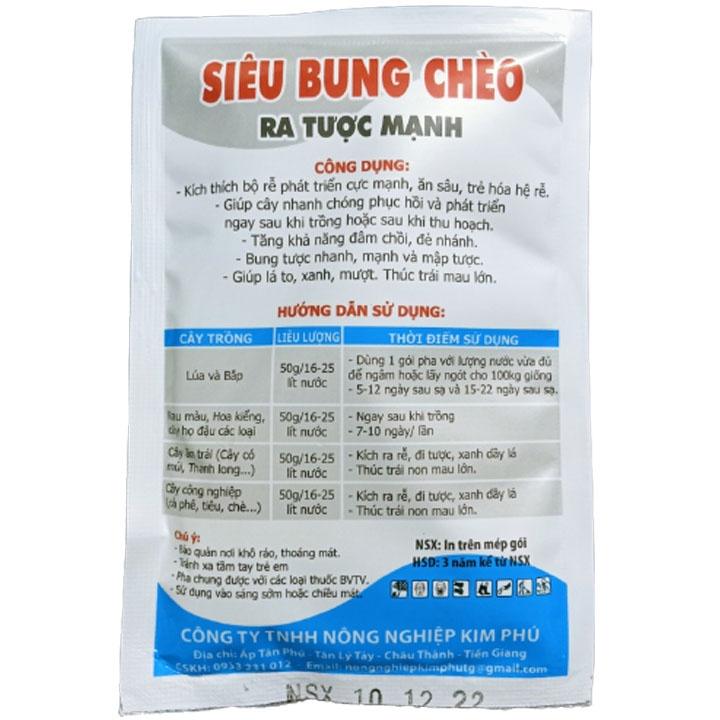 SIÊU BUNG CHÈO
RA TƯỢC MẠNH
CÔNG DỤNG:
- Kích thích bộ rễ phát triển cực mạnh, ăn sâu, trẻ hóa hệ rễ.
- Giúp cây nhanh chóng phục hồi và phát triển
ngay sau khi trồng hoặc sau khi thu hoạch.
- Tăng khả năng đâm chồi, đẻ nhánh.
- Bung tược nhanh, mạnh và mập tược.
- Giúp lá to, xanh, mượt. Thúc trái mau lớn.
HƯỚNG DẪN SỬ DỤNG:
CÂY TRỒNG LIỀU LƯỢNG THỜI ĐIỂM SỬ DỤNG
Lúa và Bắp
50g/16-25
lít nước
- Dùng 1 gói pha với lượng nước vừa đủ
để ngâm hoặc lấy ngót cho 100kg giống
- 5-12 ngày sau sạ và 15-22 ngày sau sạ.
Rau màu, Hoa kiểng,
cây họ đậu các loại
50g/16-25
lít nước
- Ngay sau khi trồng
- 7-10 ngày/ lần
Cây ăn trái (Cây có
múi, Thanh long...)
50g/16-25
lít nước
- Kích ra rễ, đi tược, xanh dầy lá
- Thúc trái non mau lớn.
Cây công nghiệp
(cà phê, tiêu, chè...)
50g/16-25
lít nước
- Kích ra rễ, đi tược, xanh dầy lá
- Thúc trái non mau lớn.
Chú ý:
- Bảo quản nơi khô ráo, thoáng mát.
- Tránh xa tầm tay trẻ em
- Pha chung được với các loại thuốc BVTV.
- Sử dụng vào sáng sớm hoặc chiều mát.
NSX: In trên mép gói
HSD: 3 năm kể từ NSX
CÔNG TY TNHH NÔNG NGHIỆP KIM PHÚ
Địa chỉ: Ấp Tân Phú - Tân Lý Tây - Châu Thành - Tiền Giang
CSKH: 0933 231 012 - Email: nongnghiepkimphutg@gmail.com
NSX 10 12 22